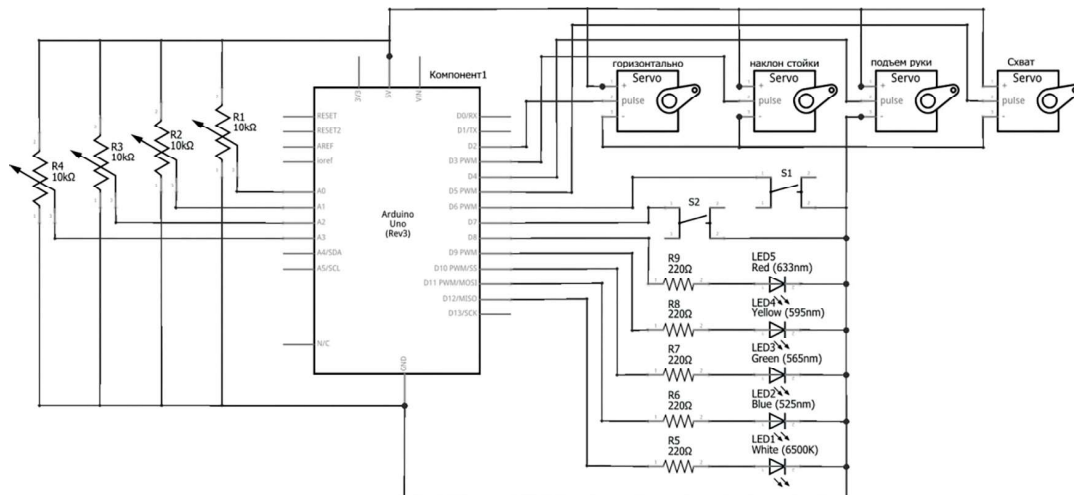 горизонтально
наклон стойки
подъем руки
Схват
Servo
Servo
Servo
Servo
+
pulse
-
+
pulse
-
+
pulse
-
+
pulse
-
Компонент1
3V3
5V
VIN
RESET
RESET2
AREF
ioref
A0
A1
A2
A3
A4/SDA
A5/SCL
N/C
GND
Arduino
Uno
(Rev3)
D0/RX
D1/TX
D2
D3 PWM
D4
D5 PWM
D6 PWM
D7
D8
D9 PWM
D10 PWM/SS
D11 PWM/MOSI
D12/MISO
D13/SCK
R1
10kΩ
R2
10kΩ
R3
10kΩ
R4
10kΩ
S1
S2
R9
220Ω
LED5
Red (633nm)
R8
220Ω
LED4
Yellow (595nm)
R7
220Ω
LED3
Green (565nm)
R6
220Ω
LED2
Blue (525nm)
R5
220Ω
LED1
White (6500K)